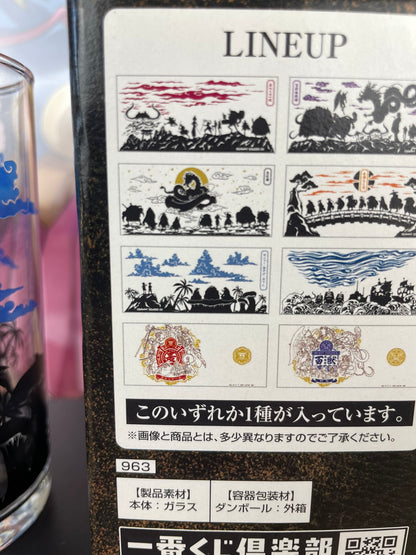 LINEUP
このいずれか1種が入っています。
※画像と商品とは、多少異なりますのでご了承ください。
963
【製品素材】
本体：ガラス
【容器包装材】
ダンボール：外箱
一番くじ倶楽部